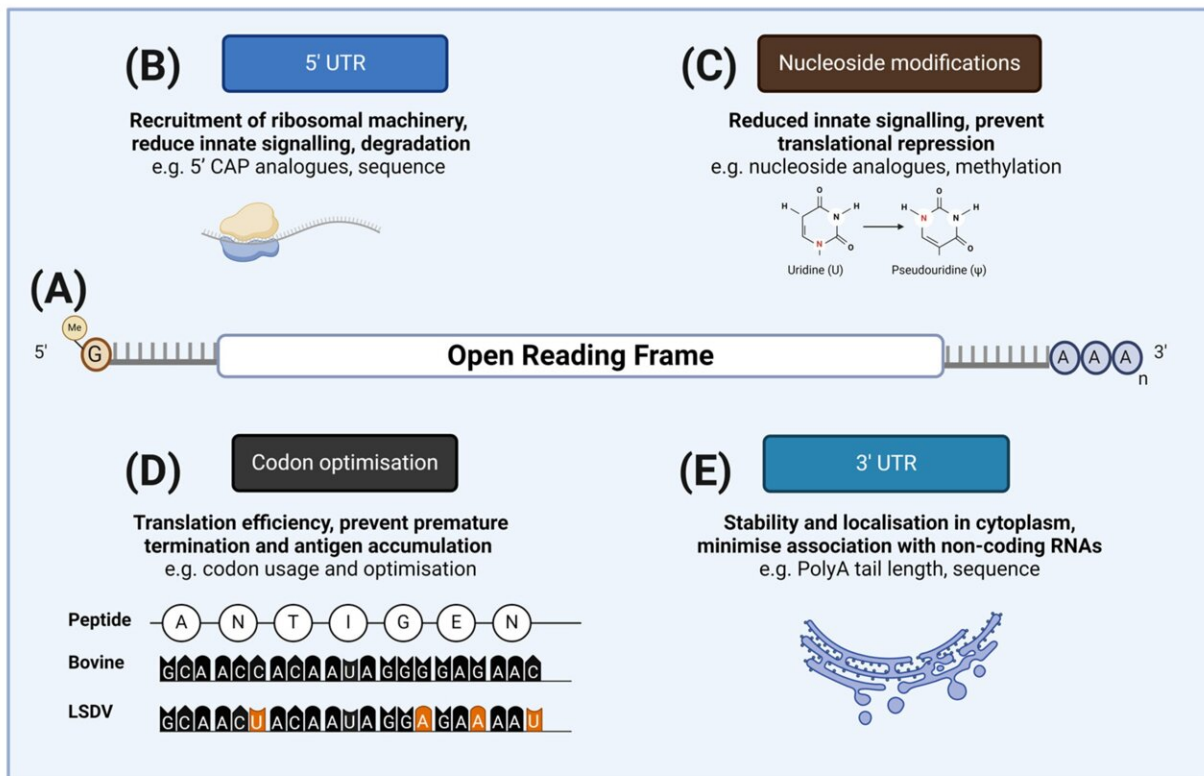 (B)
5' UTR
Recruitment of ribosomal machinery,
reduce innate signalling, degradation
e.g. 5' CAP analogues, sequence
(C)
Nucleoside modifications
Reduced innate signalling, prevent
translational repression
e.g. nucleoside analogues, methylation
O
H N H
N O
Uridine (U)
O
H N N H
O
Pseudouridine (ψ)
(A)
5'
Me
G
Open Reading Frame
A A A
n
3'
(D)
Codon optimisation
Translation efficiency, prevent premature
termination and antigen accumulation
e.g. codon usage and optimisation
Peptide A N T I G E N
Bovine GCAACCACAAUAGGGGAGAAC
LSDV GCAACUACAAUAGGAGAAAAU
(E)
3' UTR
Stability and localisation in cytoplasm,
minimise association with non-coding RNAs
e.g. PolyA tail length, sequence